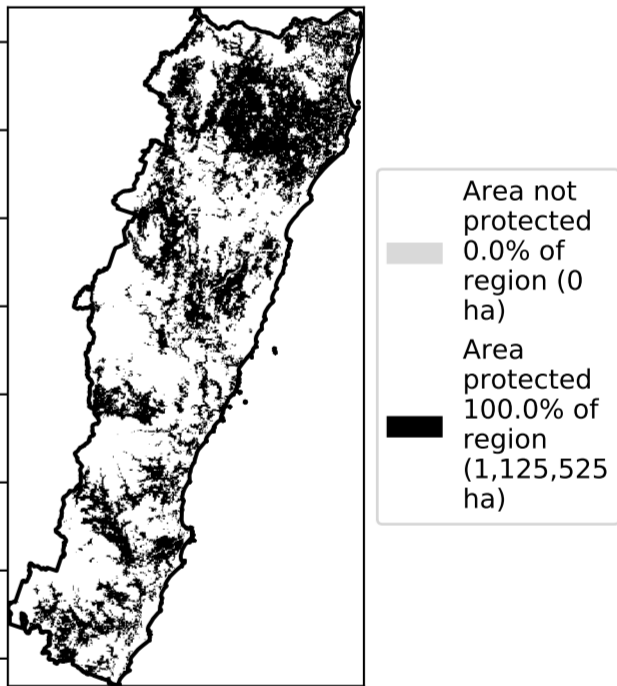 Area not
protected
0.0% of
region (0
ha)
Area
protected
100.0% of
region
(1,125,525
ha)